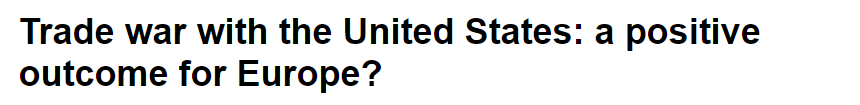 Trade war with the United States: a positive
outcome for Europe?